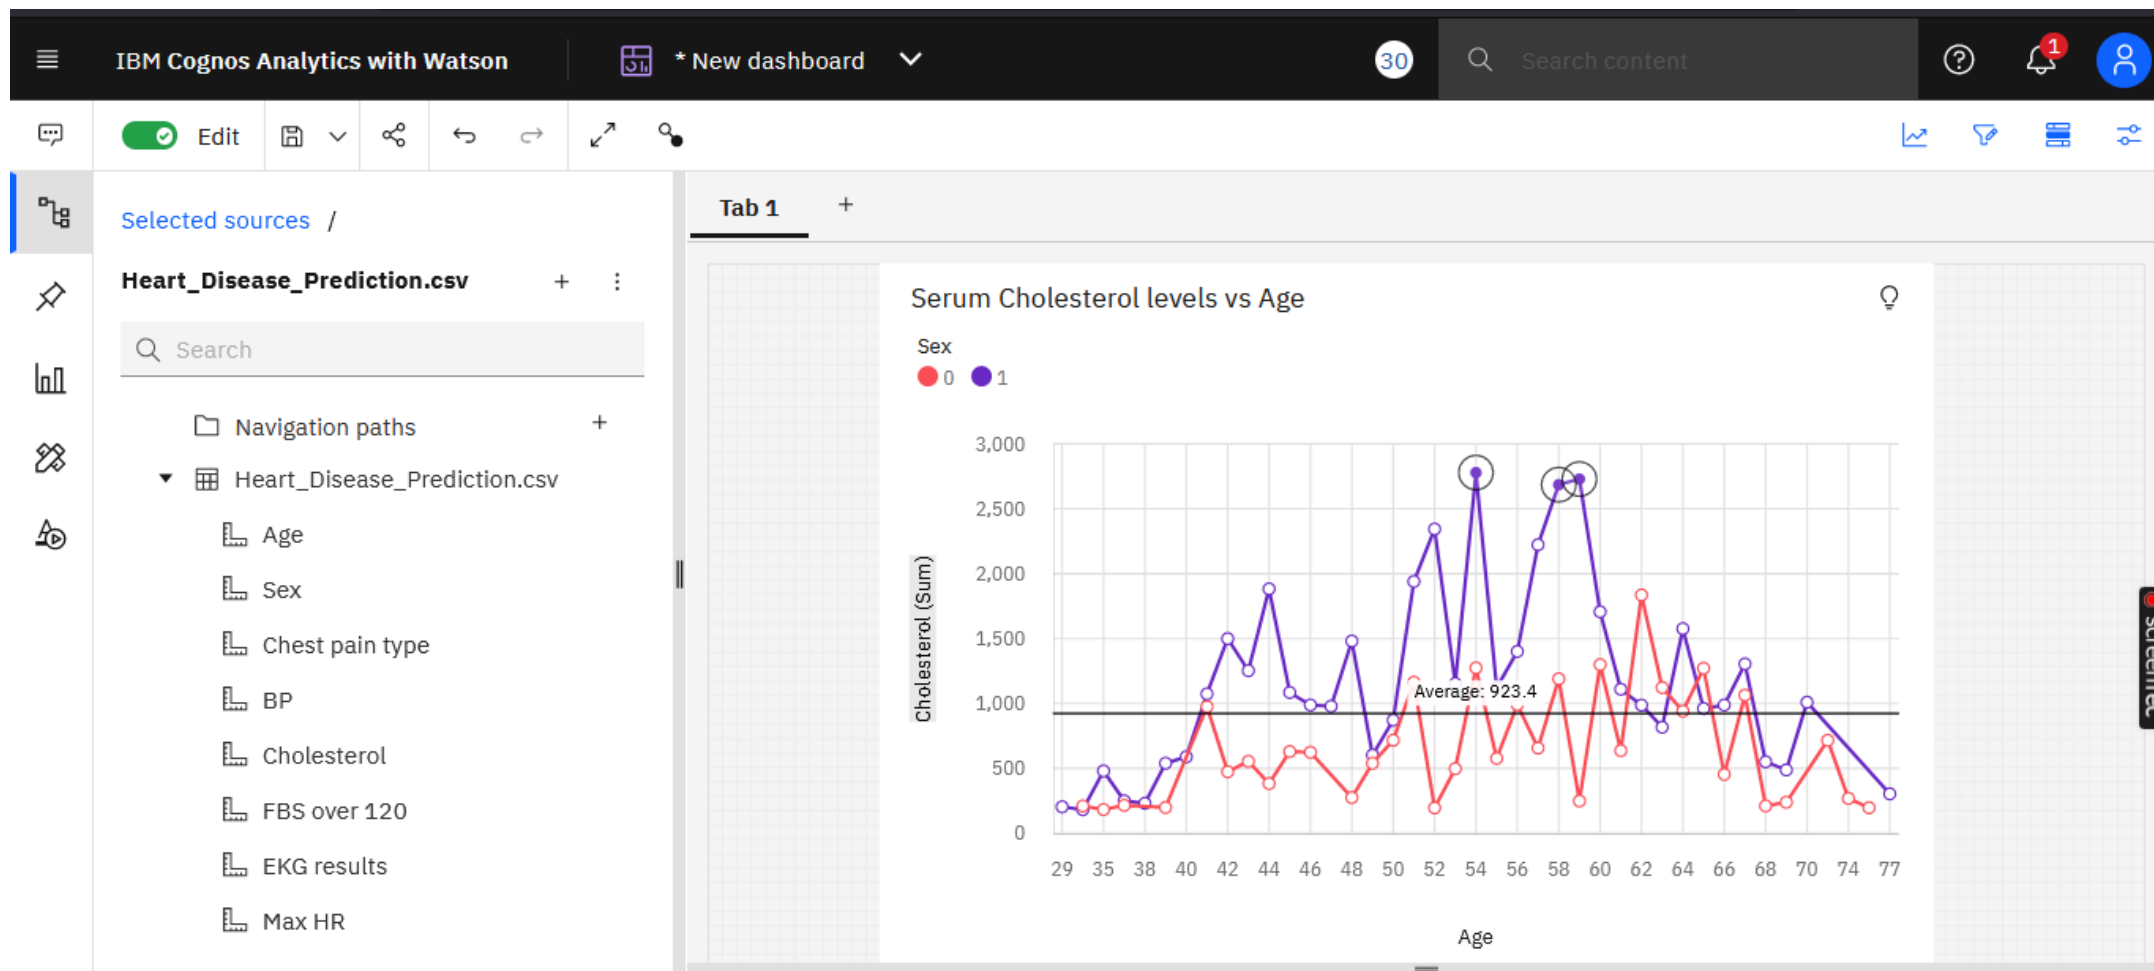 IBM Cognos Analytics with Watson
* New dashboard
30
Search content
1
Edit
Selected sources /
Heart_Disease_Prediction.csv
Search
Navigation paths
Heart_Disease_Prediction.csv
Age
Sex
Chest pain type
BP
Cholesterol
FBS over 120
EKG results
Max HR
Tab 1
Serum Cholesterol levels vs Age
Sex
0 1
Cholesterol (Sum)
3,000
2,500
2,000
1,500
1,000
500
0
Average: 923.4
29 35 38 40 42 44 46 48 50 52 54 56 58 60 62 64 66 68 70 74 77
Age